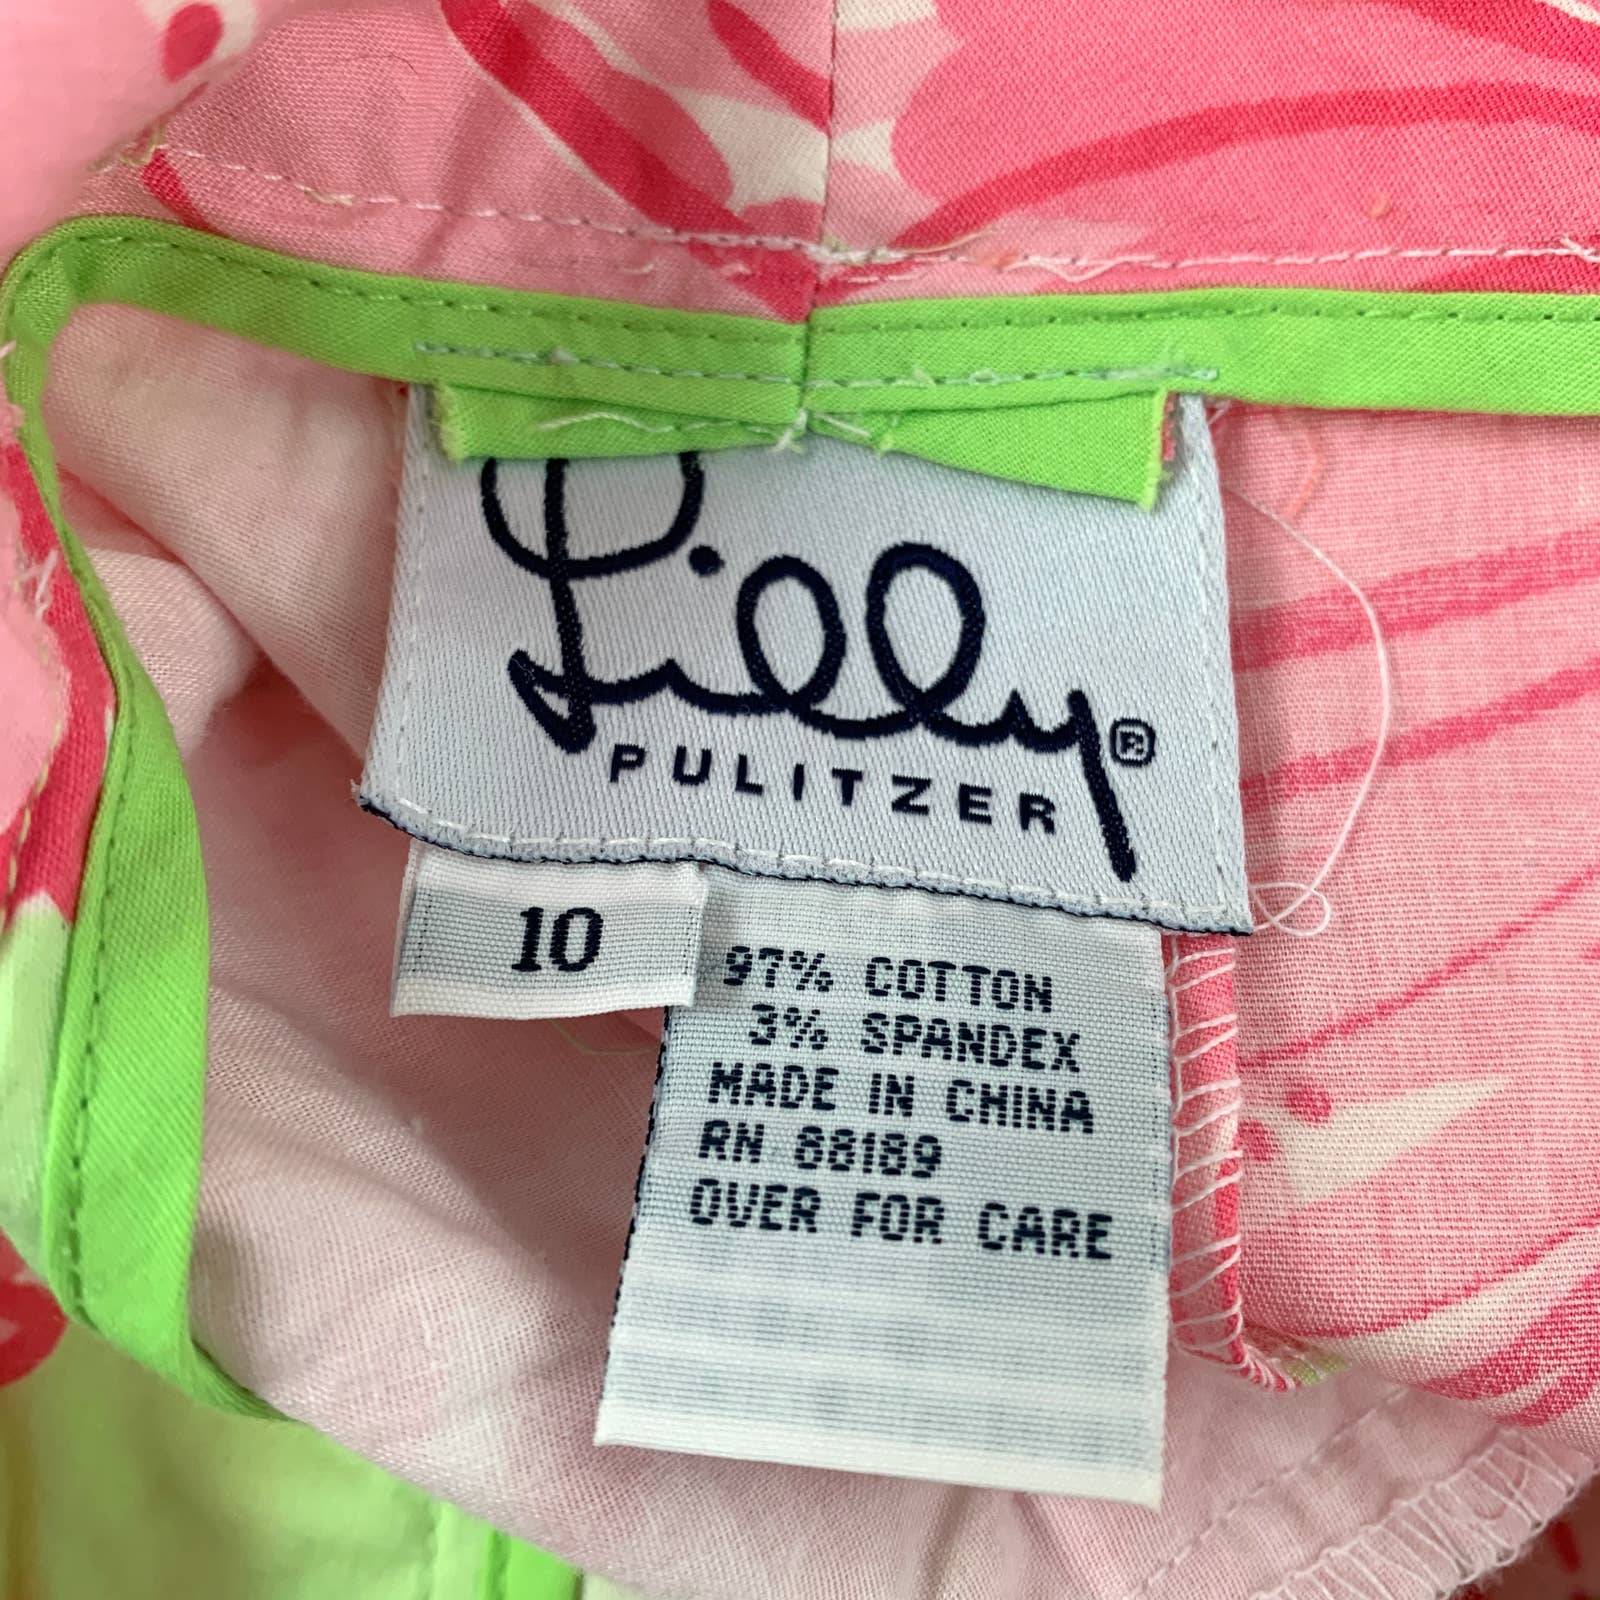 Lilly®
PULITZER
10
97% COTTON
3% SPANDEX
MADE IN CHINA
RN 68189
OVER FOR CARE